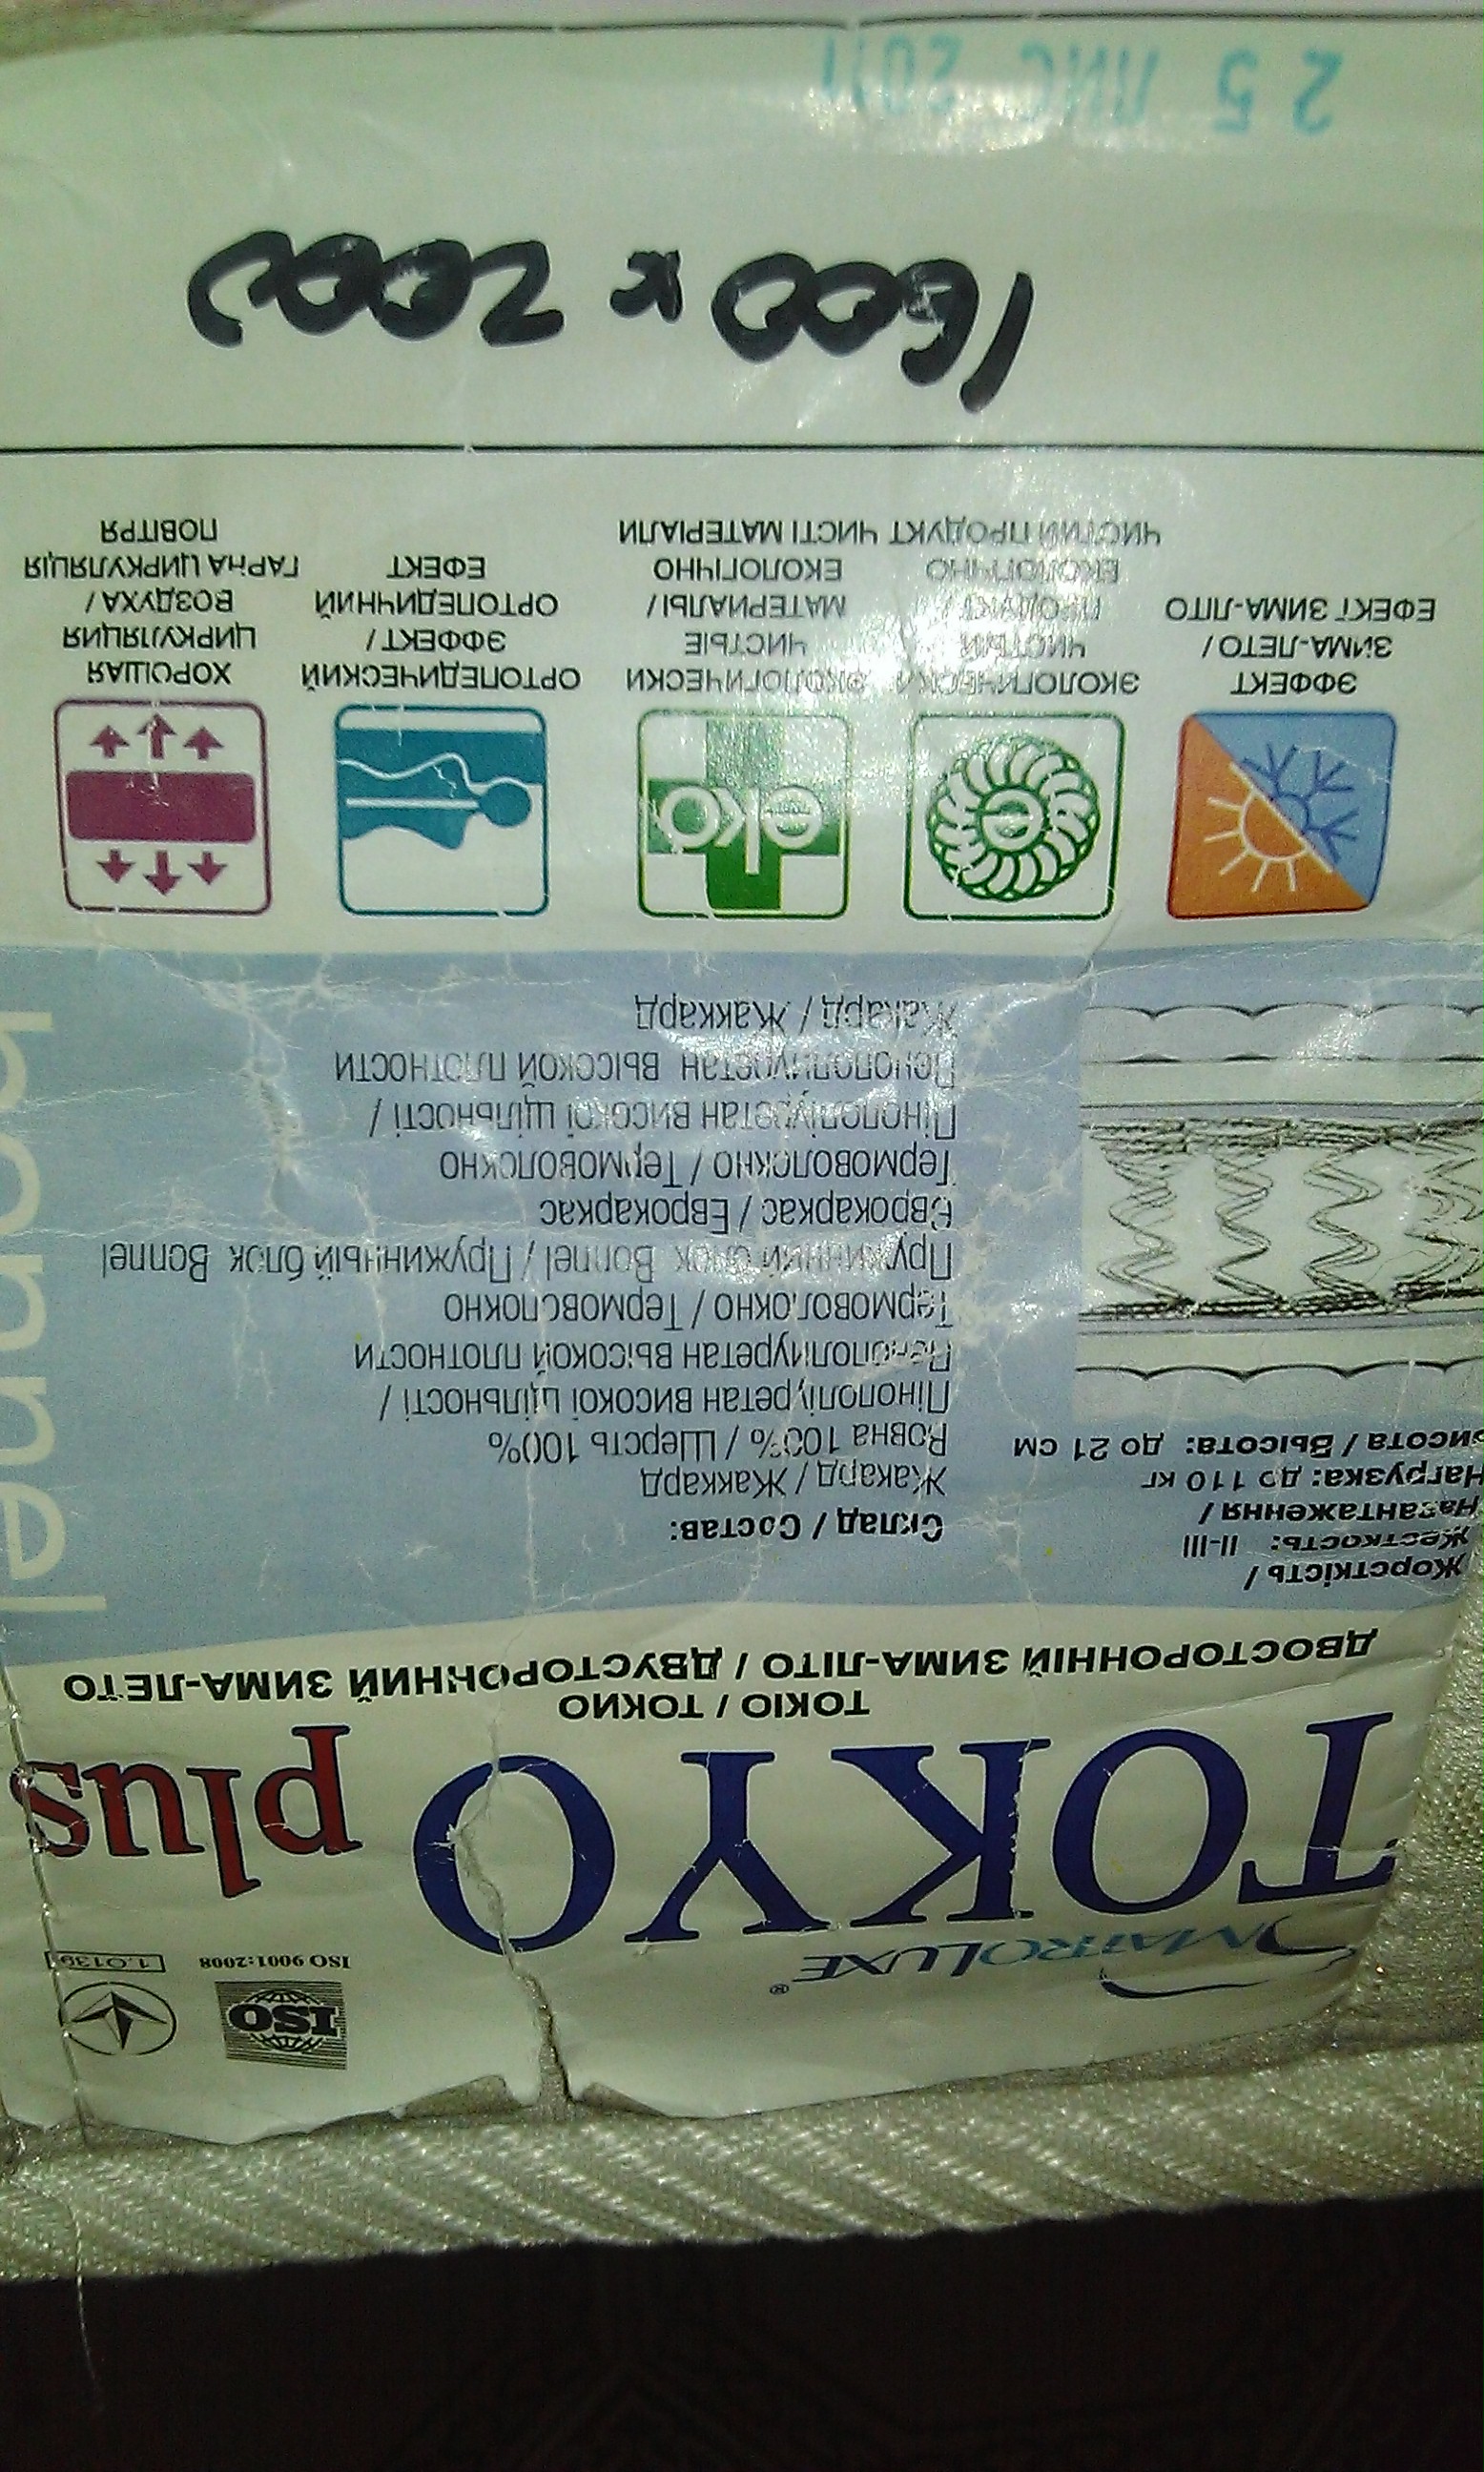 ISO
ISO 9001:2008
MATROLUXE®
TOKYO plus
ТОКІО / ТОКИО
ДВОСТОРОННІЙ ЗИМА-ЛІТО / ДВУСТОРОННИЙ ЗИМА-ЛЕТО
Жорсткість /
Жесткость: II-III
Навантаження /
Нагрузка: до 110 кг
Висота / Высота: до 21 см
Склад / Состав:
Жакард / Жаккард
Вовна 100% / Шерсть 100%
Пінополіуретан високої щільності /
Пенополиуретан высокой плотности
Термоволокно / Термоволокно
Пружинний блок Bonnel / Пружинный блок Bonnel
Єврокаркас / Еврокаркас
Термоволокно / Термоволокно
Пінополіуретан високої щільності /
Пенополиуретан высокой плотности
Жакард / Жаккард
bonnel
e
eko
ЭФФЕКТ
ЗИМА-ЛЕТО /
ЕФЕКТ ЗИМА-ЛІТО
ЭКОЛОГИЧЕСКИ
ЧИСТЫЙ
ПРОДУКТ /
ЕКОЛОГІЧНО
ЧИСТИЙ ПРОДУКТ
ЭКОЛОГИЧЕСКИ
ЧИСТЫЕ
МАТЕРИАЛЫ /
ЕКОЛОГІЧНО
ЧИСТІ МАТЕРІАЛИ
ОРТОПЕДИЧЕСКИЙ
ЭФФЕКТ /
ОРТОПЕДИЧНИЙ
ЕФЕКТ
ХОРОШАЯ
ЦИРКУЛЯЦИЯ
ВОЗДУХА /
ГАРНА ЦИРКУЛЯЦІЯ
ПОВІТРЯ
1600 х 2000
25 ЛИС 2011